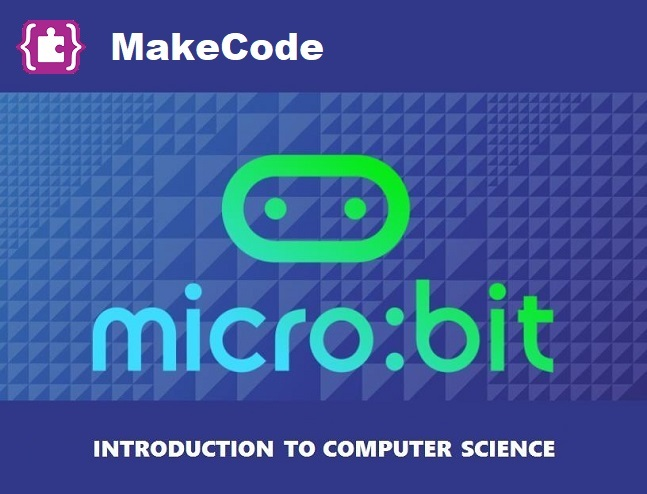 MakeCode
micro:bit
INTRODUCTION TO COMPUTER SCIENCE